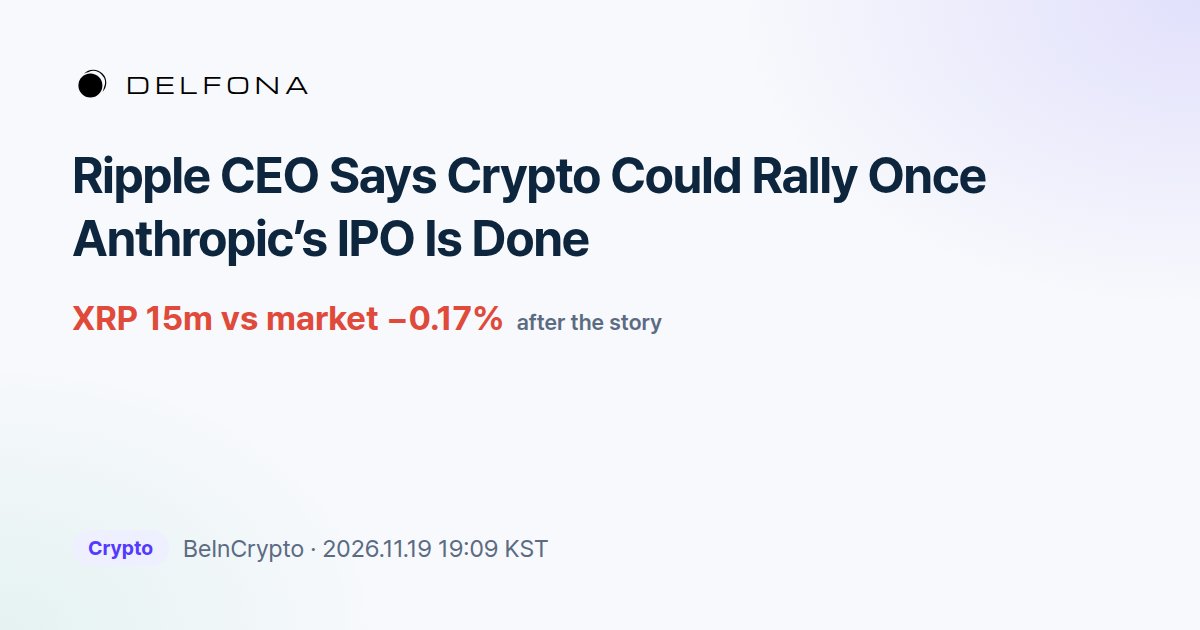 DELFONA
Ripple CEO Says Crypto Could Rally Once
Anthropic’s IPO Is Done
XRP 15m vs market −0.17% after the story
Crypto BeInCrypto · 2026.11.19 19:09 KST